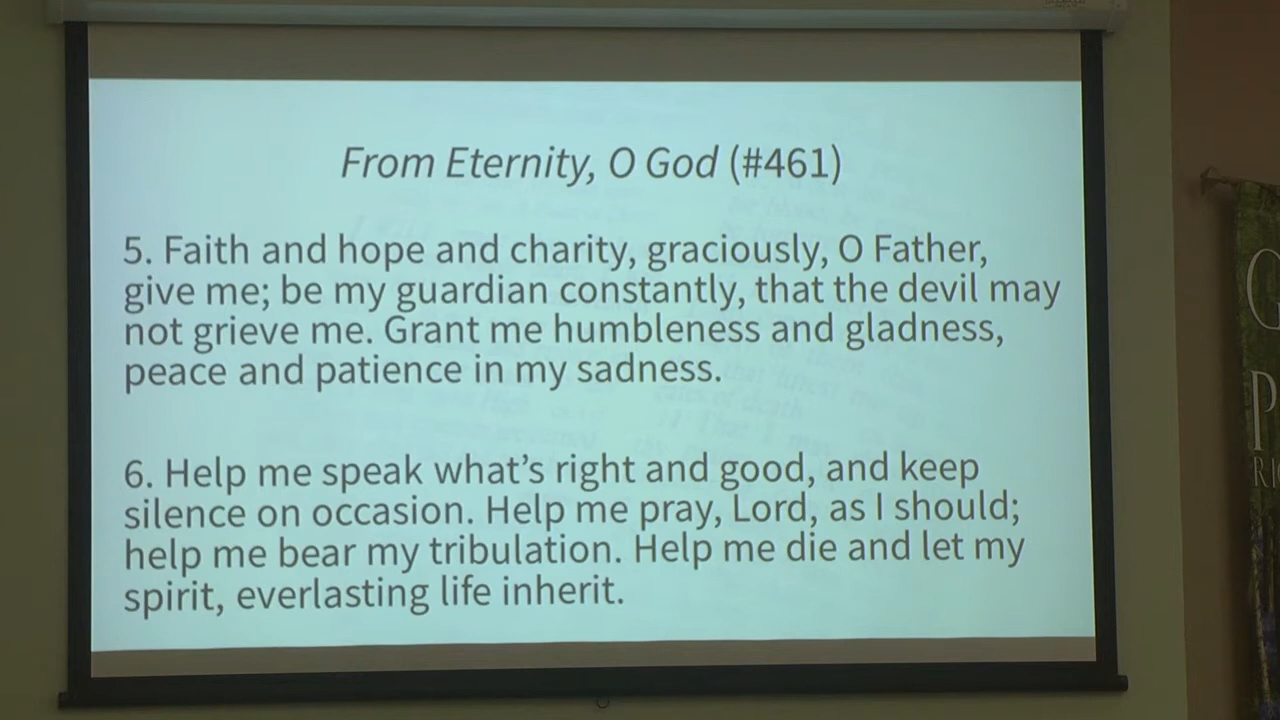 From Eternity, O God (#461)
5. Faith and hope and charity, graciously, O Father,
give me; be my guardian constantly, that the devil may
not grieve me. Grant me humbleness and gladness,
peace and patience in my sadness.
6. Help me speak what's right and good, and keep
silence on occasion. Help me pray, Lord, as I should;
help me bear my tribulation. Help me die and let my
spirit, everlasting life inherit.